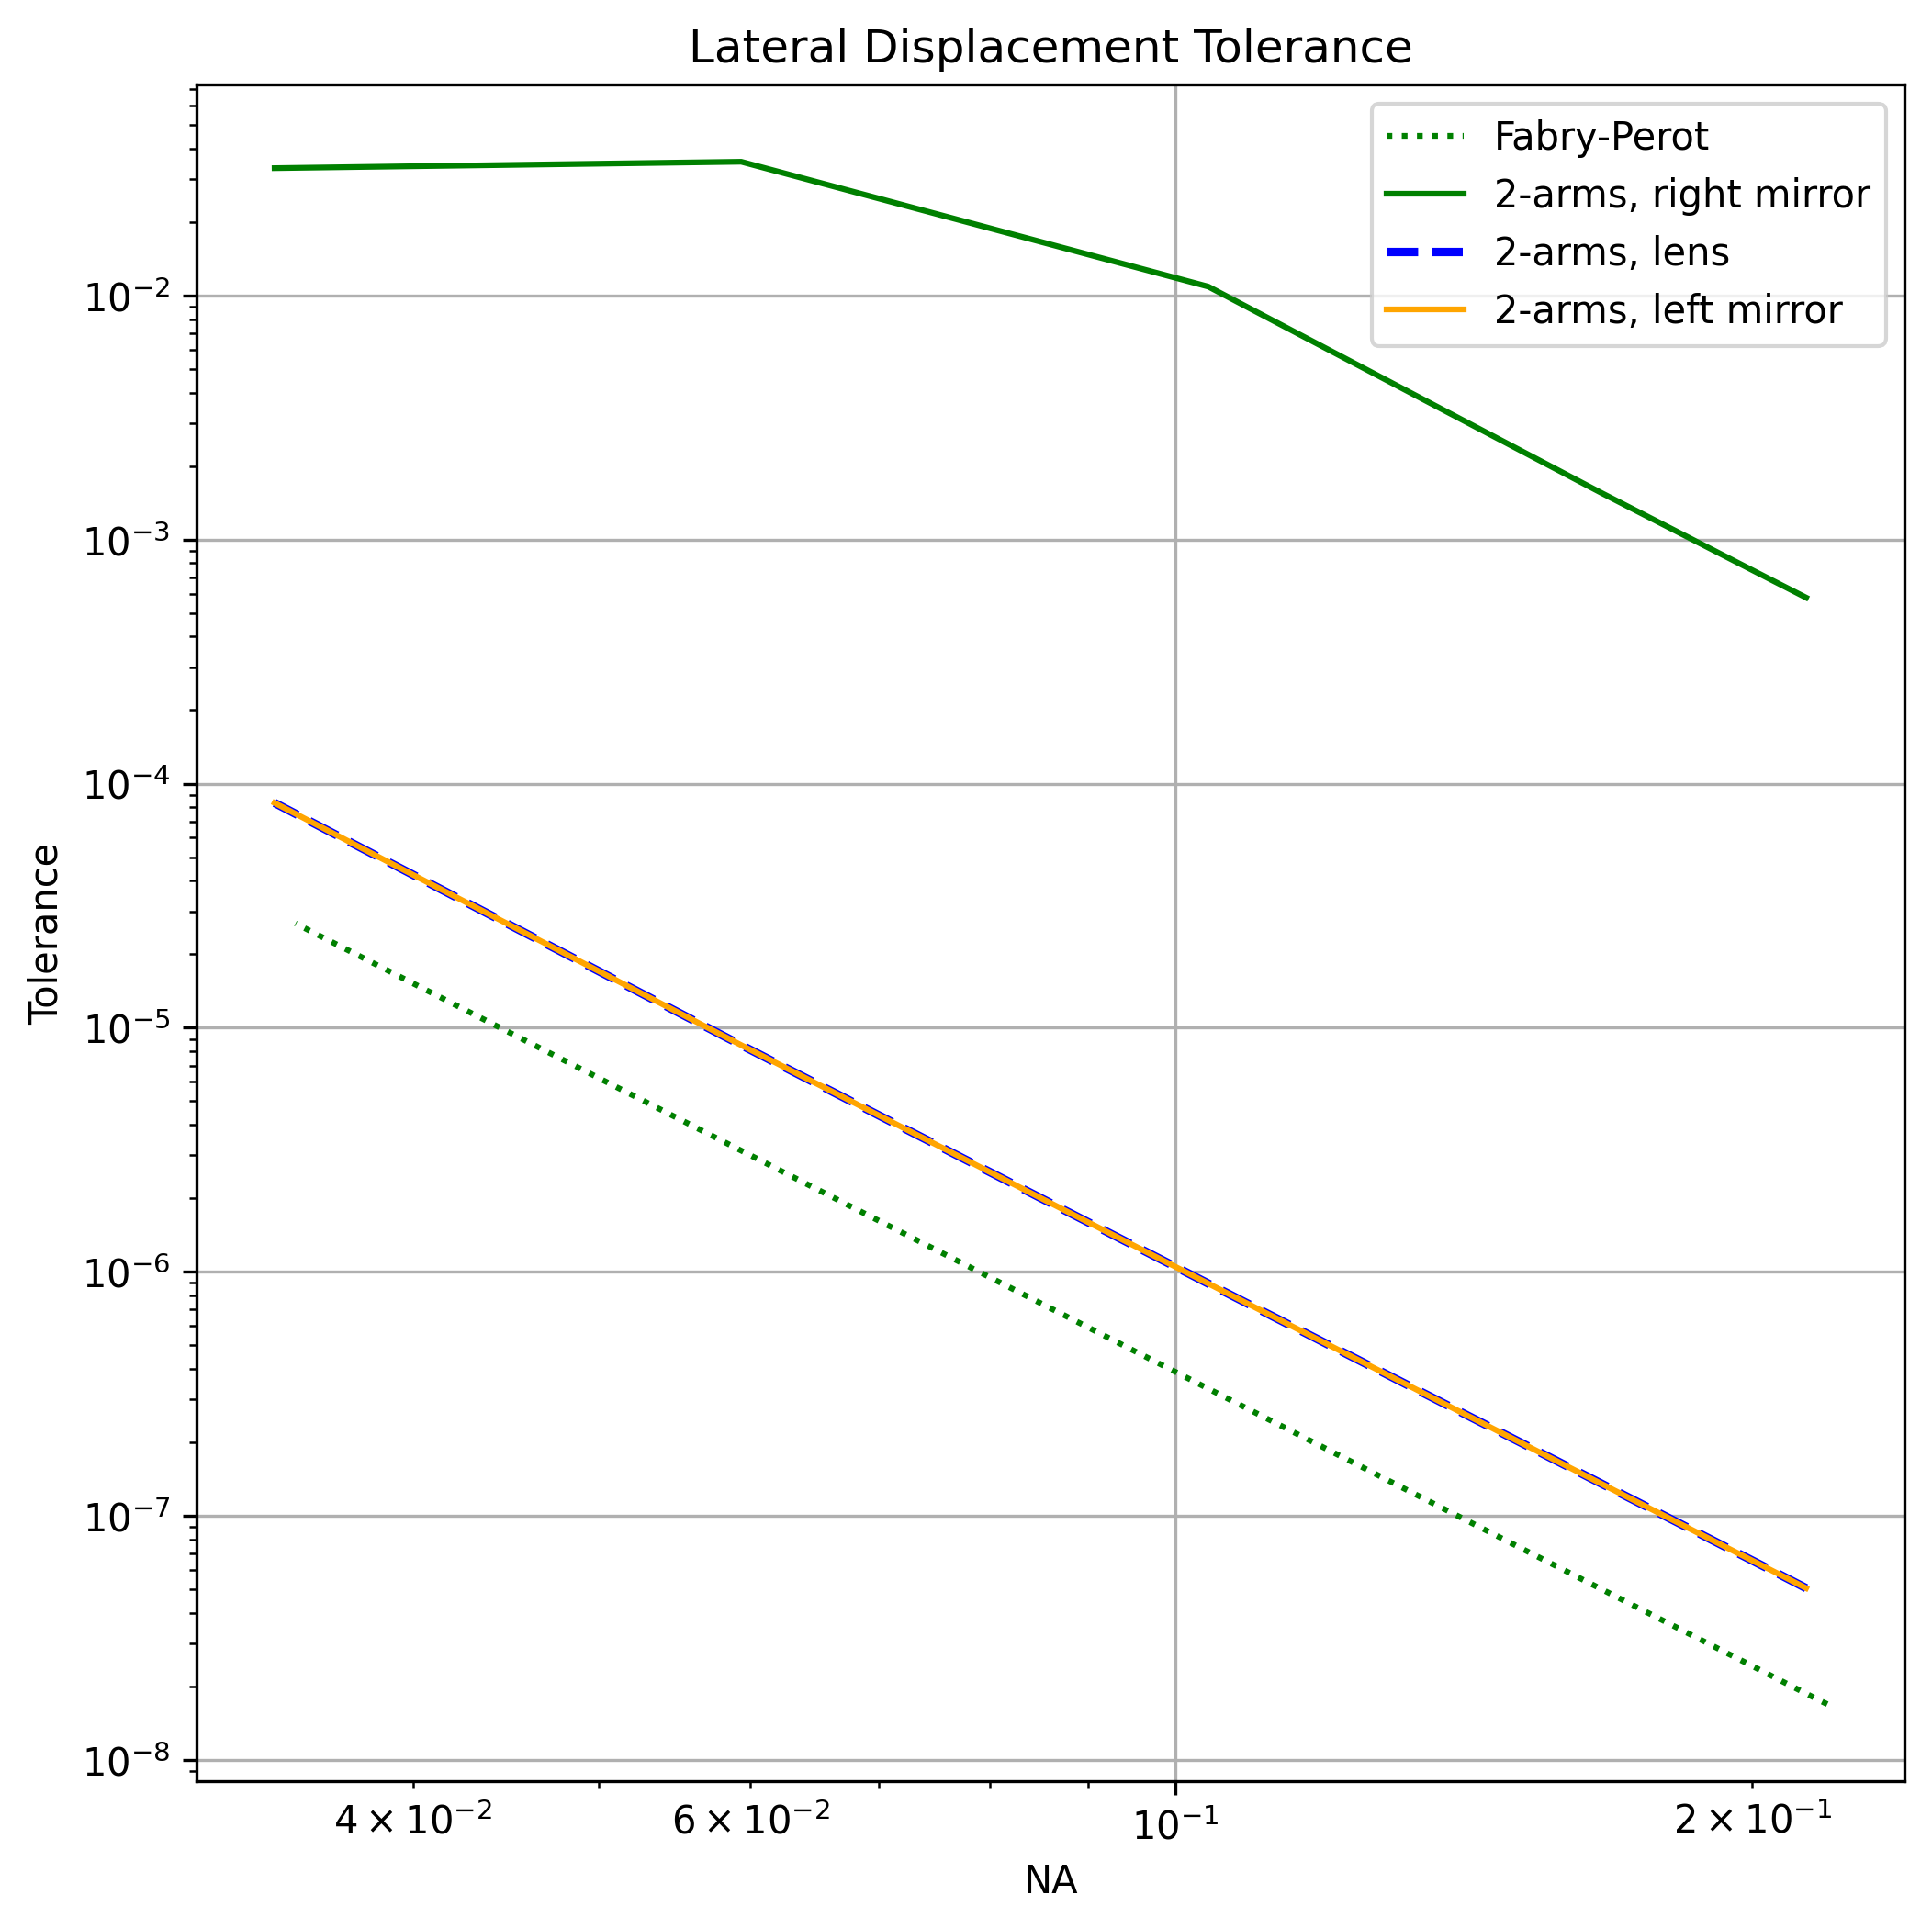 Lateral Displacement Tolerance
Fabry-Perot
2-arms, right mirror
2-arms, lens
2-arms, left mirror
10⁻²
10⁻³
10⁻⁴
10⁻⁵
10⁻⁶
10⁻⁷
10⁻⁸
Tolerance
4 × 10⁻²
6 × 10⁻²
10⁻¹
2 × 10⁻¹
NA